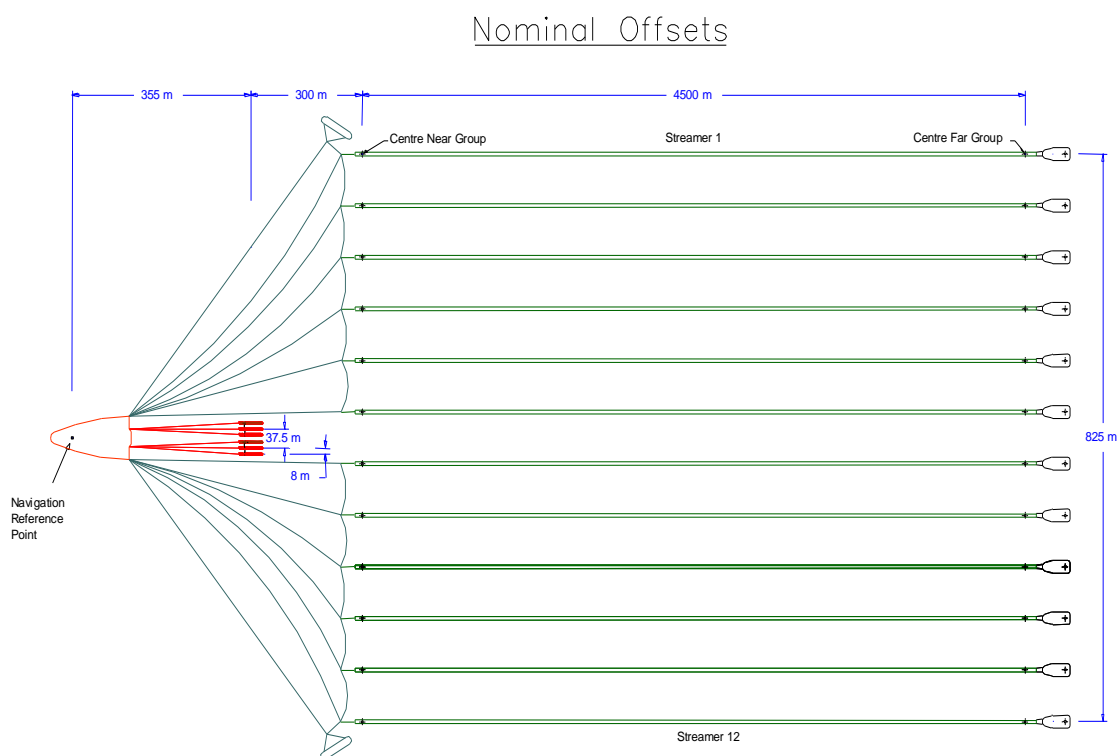 Nominal Offsets
355 m
300 m
4500 m
Centre Near Group
Streamer 1
Centre Far Group
37.5 m
825 m
8 m
Navigation
Reference
Point
Streamer 12